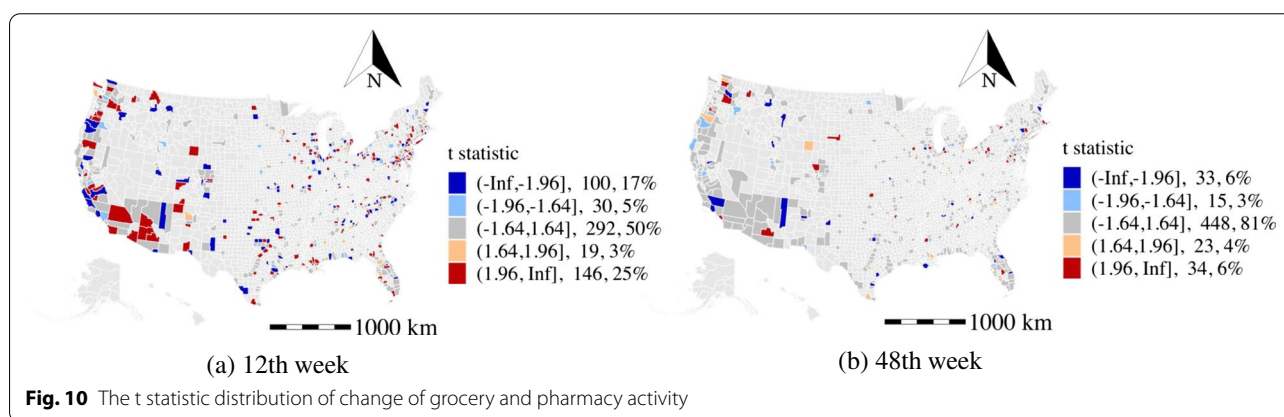 N
t statistic
(-Inf,-1.96], 100, 17%
(-1.96,-1.64], 30, 5%
(-1.64,1.64], 292, 50%
(1.64,1.96], 19, 3%
(1.96, Inf], 146, 25%
1000 km
(a) 12th week
N
t statistic
(-Inf,-1.96], 33, 6%
(-1.96,-1.64], 15, 3%
(-1.64,1.64], 448, 81%
(1.64,1.96], 23, 4%
(1.96, Inf], 34, 6%
1000 km
(b) 48th week
Fig. 10 The t statistic distribution of change of grocery and pharmacy activity